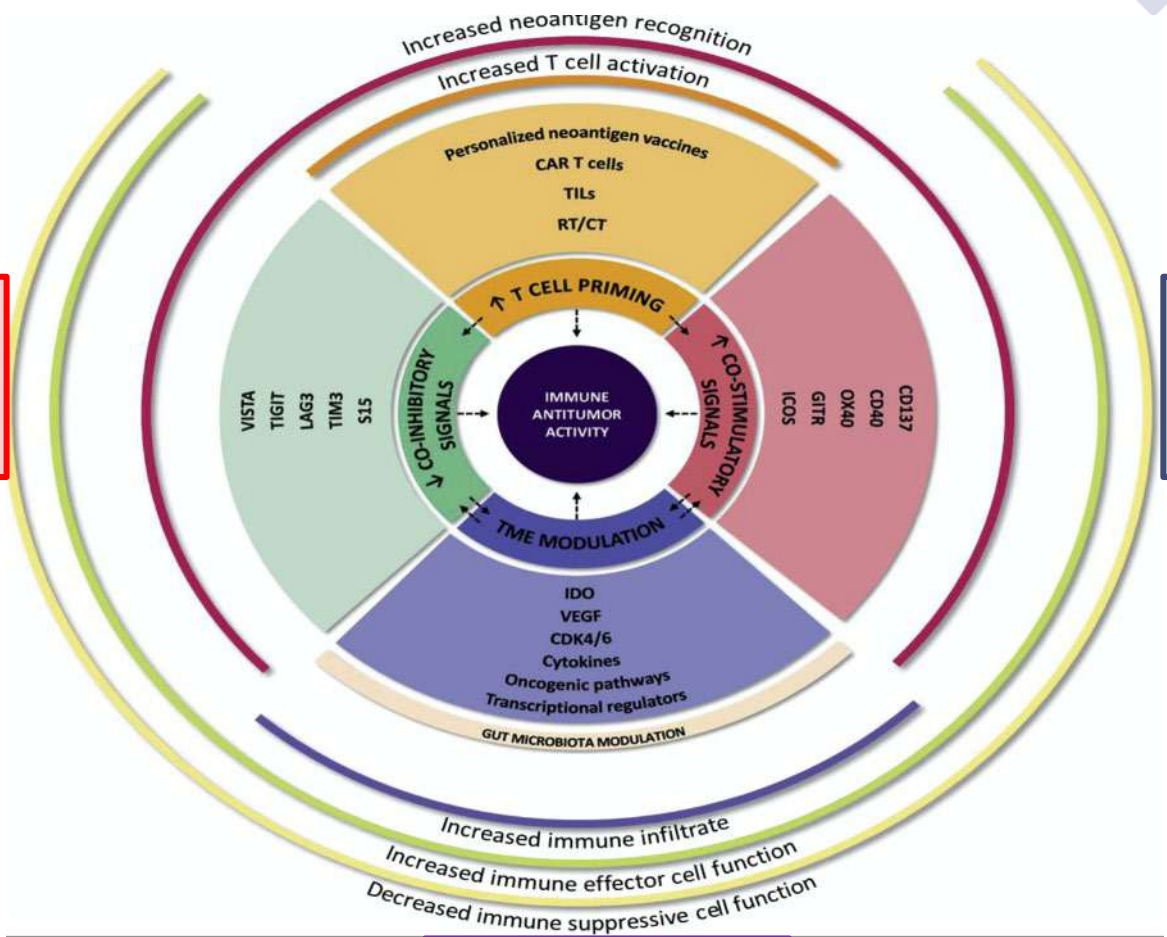 Increased neoantigen recognition
Increased T cell activation
Personalized neoantigen vaccines
CAR T cells
TILs
RT/CT
↑ T CELL PRIMING
↓ CO-INHIBITORY
SIGNALS
VISTA
TIGIT
LAG3
TIM3
S15
IMMUNE
ANTITUMOR
ACTIVITY
↑ CO-STIMULATORY
SIGNALS
CD137
CD40
OX40
GITR
ICOS
TME MODULATION
IDO
VEGF
CDK4/6
Cytokines
Oncogenic pathways
Transcriptional regulators
GUT MICROBIOTA MODULATION
Increased immune infiltrate
Increased immune effector cell function
Decreased immune suppressive cell function